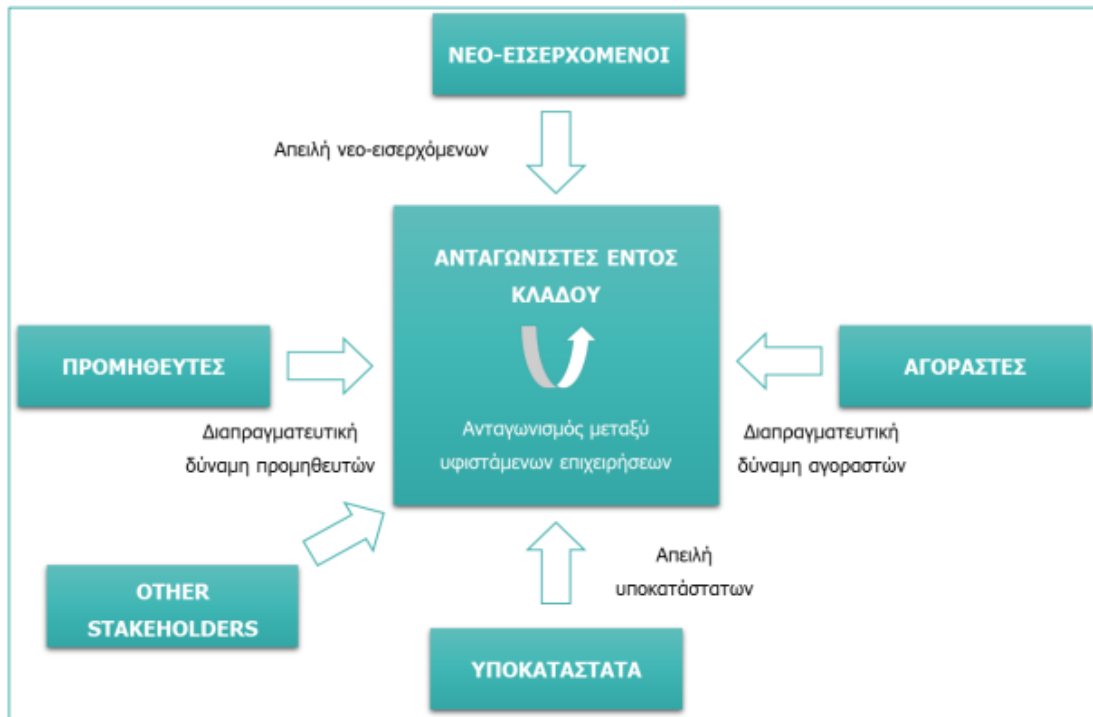 ΝΕΟ-ΕΙΣΕΡΧΟΜΕΝΟΙ
Απειλή νεο-εισερχόμενων
ΑΝΤΑΓΩΝΙΣΤΕΣ ΕΝΤΟΣ
ΚΛΑΔΟΥ
ΠΡΟΜΗΘΕΥΤΕΣ
ΑΓΟΡΑΣΤΕΣ
Διαπραγματευτική
δύναμη προμηθευτών
Ανταγωνισμός μεταξύ
υφιστάμενων επιχειρήσεων
Διαπραγματευτική
δύναμη αγοραστών
OTHER
STAKEHOLDERS
Απειλή
υποκατάστατων
ΥΠΟΚΑΤΑΣΤΑΤΑ